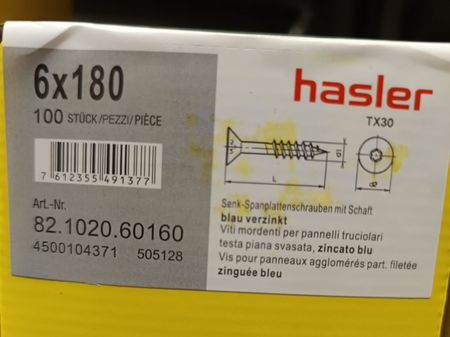 6x180
hasler
100 STÜCK/PEZZI/PIÈCE
TX30
7 612355 491377
L
Art.-Nr.
82.1020.60160
4500104371 505128
Senk-Spanplattenschrauben mit Schaft
blau verzinkt
Viti mordenti per pannelli truciolari
testa piana svasata, zincato blu
Vis pour panneaux agglomérés part. filetée
zinguée bleu